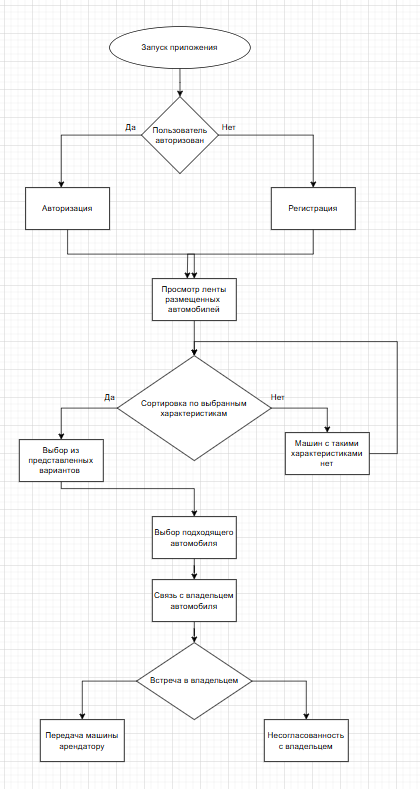 Запуск приложения
Пользователь
авторизован
Да
Нет
Авторизация
Регистрация
Просмотр ленты
размещенных
автомобилей
Сортировка по выбранным
характеристикам
Да
Нет
Выбор из
представленных
вариантов
Машин с такими
характеристиками
нет
Выбор подходящего
автомобиля
Связь с владельцем
автомобиля
Встреча в владельцем
Передача машины
арендатору
Несогласованность
с владельцем